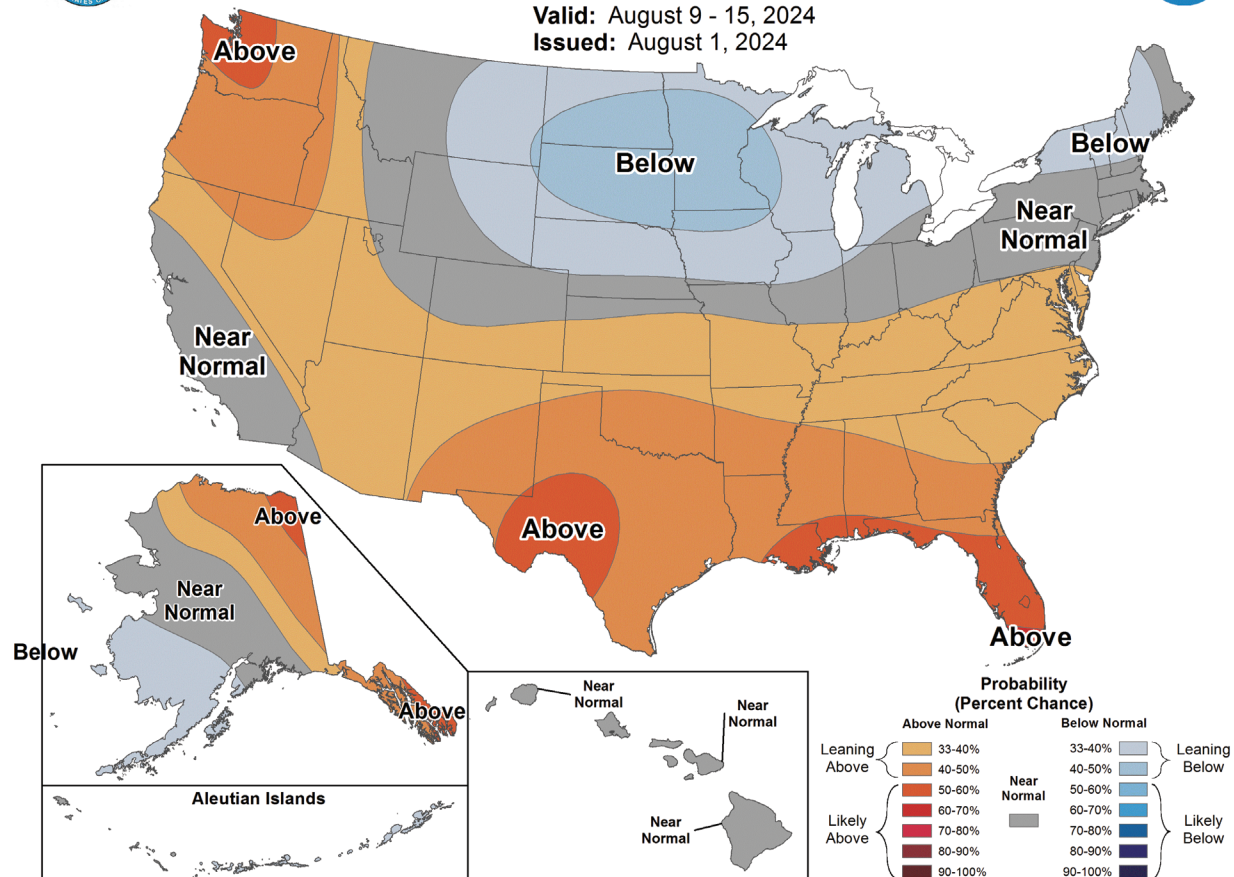 TATES O
Valid: August 9 - 15, 2024
Issued: August 1, 2024
Above
Below
Below
Near
Normal
Near
Normal
Above
Above
Above
Near
Normal
Below
Above
Above
Aleutian Islands
Near
Normal
Near
Normal
Near
Normal
Probability
(Percent Chance)
Above Normal
Below Normal
Leaning
Above
33-40%
40-50%
Likely
Above
50-60%
60-70%
70-80%
80-90%
90-100%
Near
Normal
33-40%
40-50%
Leaning
Below
50-60%
60-70%
70-80%
80-90%
90-100%
Likely
Below